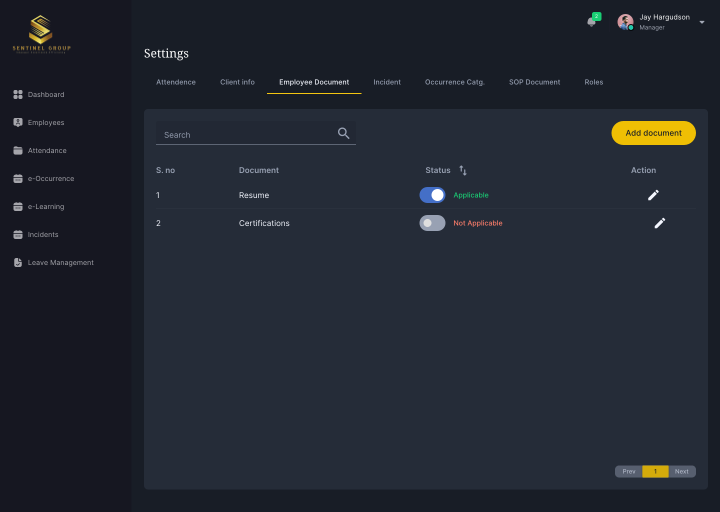 SENTINEL GROUP
2
Jay Hargudson
Manager
Settings
Attendence
Client info
Employee Document
Incident
Occurrence Catg.
SOP Document
Roles
Dashboard
Employees
Attendance
e-Occurrence
e-Learning
Incidents
Leave Management
Search
Add document
S. no
Document
Status
Action
1
Resume
Applicable
2
Certifications
Not Applicable
Prev
1
Next